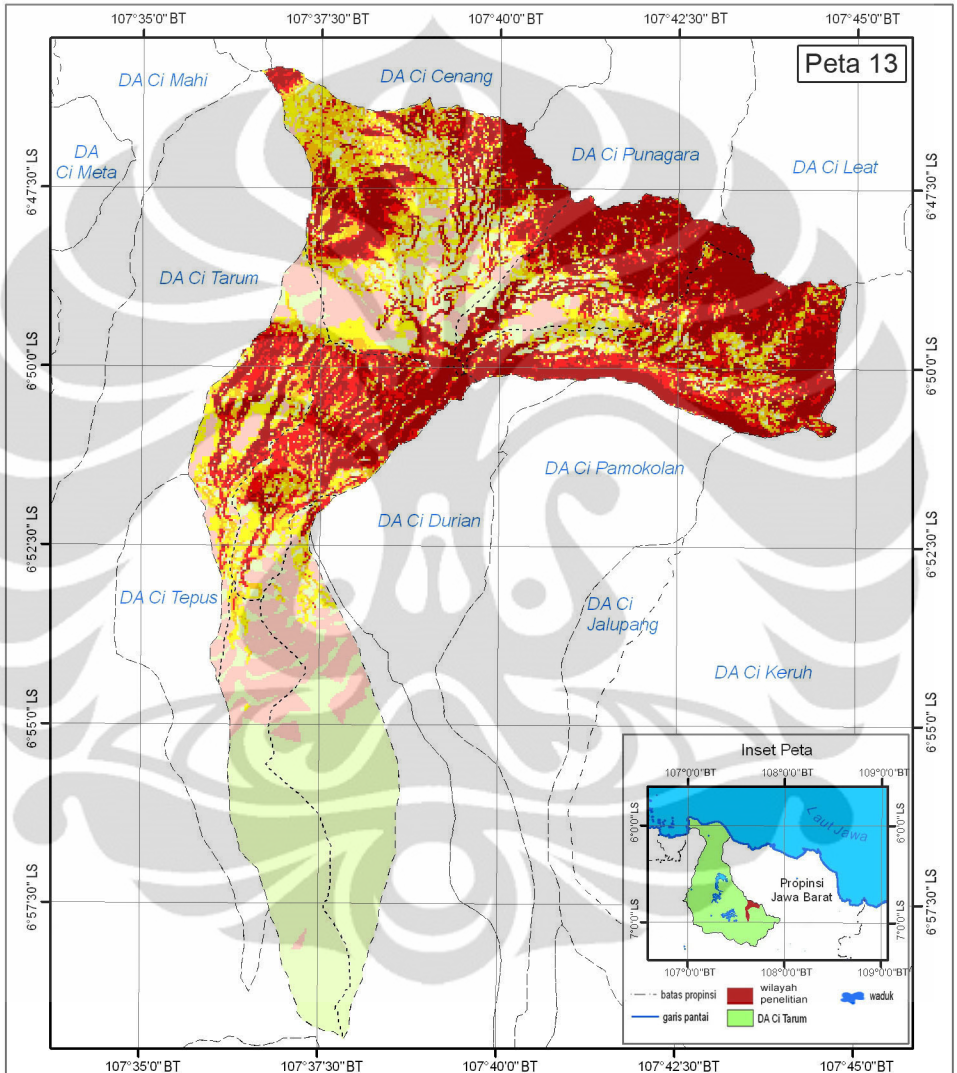 107°35'0"BT
107°37'30"BT
107°40'0"BT
107°42'30"BT
107°45'0"BT
Peta 13
DA Ci Mahi
DA Ci Cenang
DA
Ci Meta
DA Ci Punagara
DA Ci Leat
6°47'30" LS
6°47'30" LS
DA Ci Tarum
6°50'0" LS
6°50'0" LS
DA Ci Pamokolan
DA Ci Durian
6°52'30" LS
6°52'30" LS
DA Ci Tepus
DA Ci
Jalupang
DA Ci Keruh
6°55'0" LS
6°55'0" LS
6°57'30" LS
6°57'30" LS
Inset Peta
107°0'0"BT
108°0'0"BT
109°0'0"BT
6°0'0"LS
6°0'0"LS
Laut Jawa
Propinsi
Jawa Barat
7°0'0"LS
7°0'0"LS
107°0'0"BT
108°0'0"BT
109°0'0"BT
batas propinsi
wilayah
penelitian
waduk
garis pantai
DA Ci Tarum
107°35'0"BT
107°37'30"BT
107°40'0"BT
107°42'30"BT
107°45'0"BT